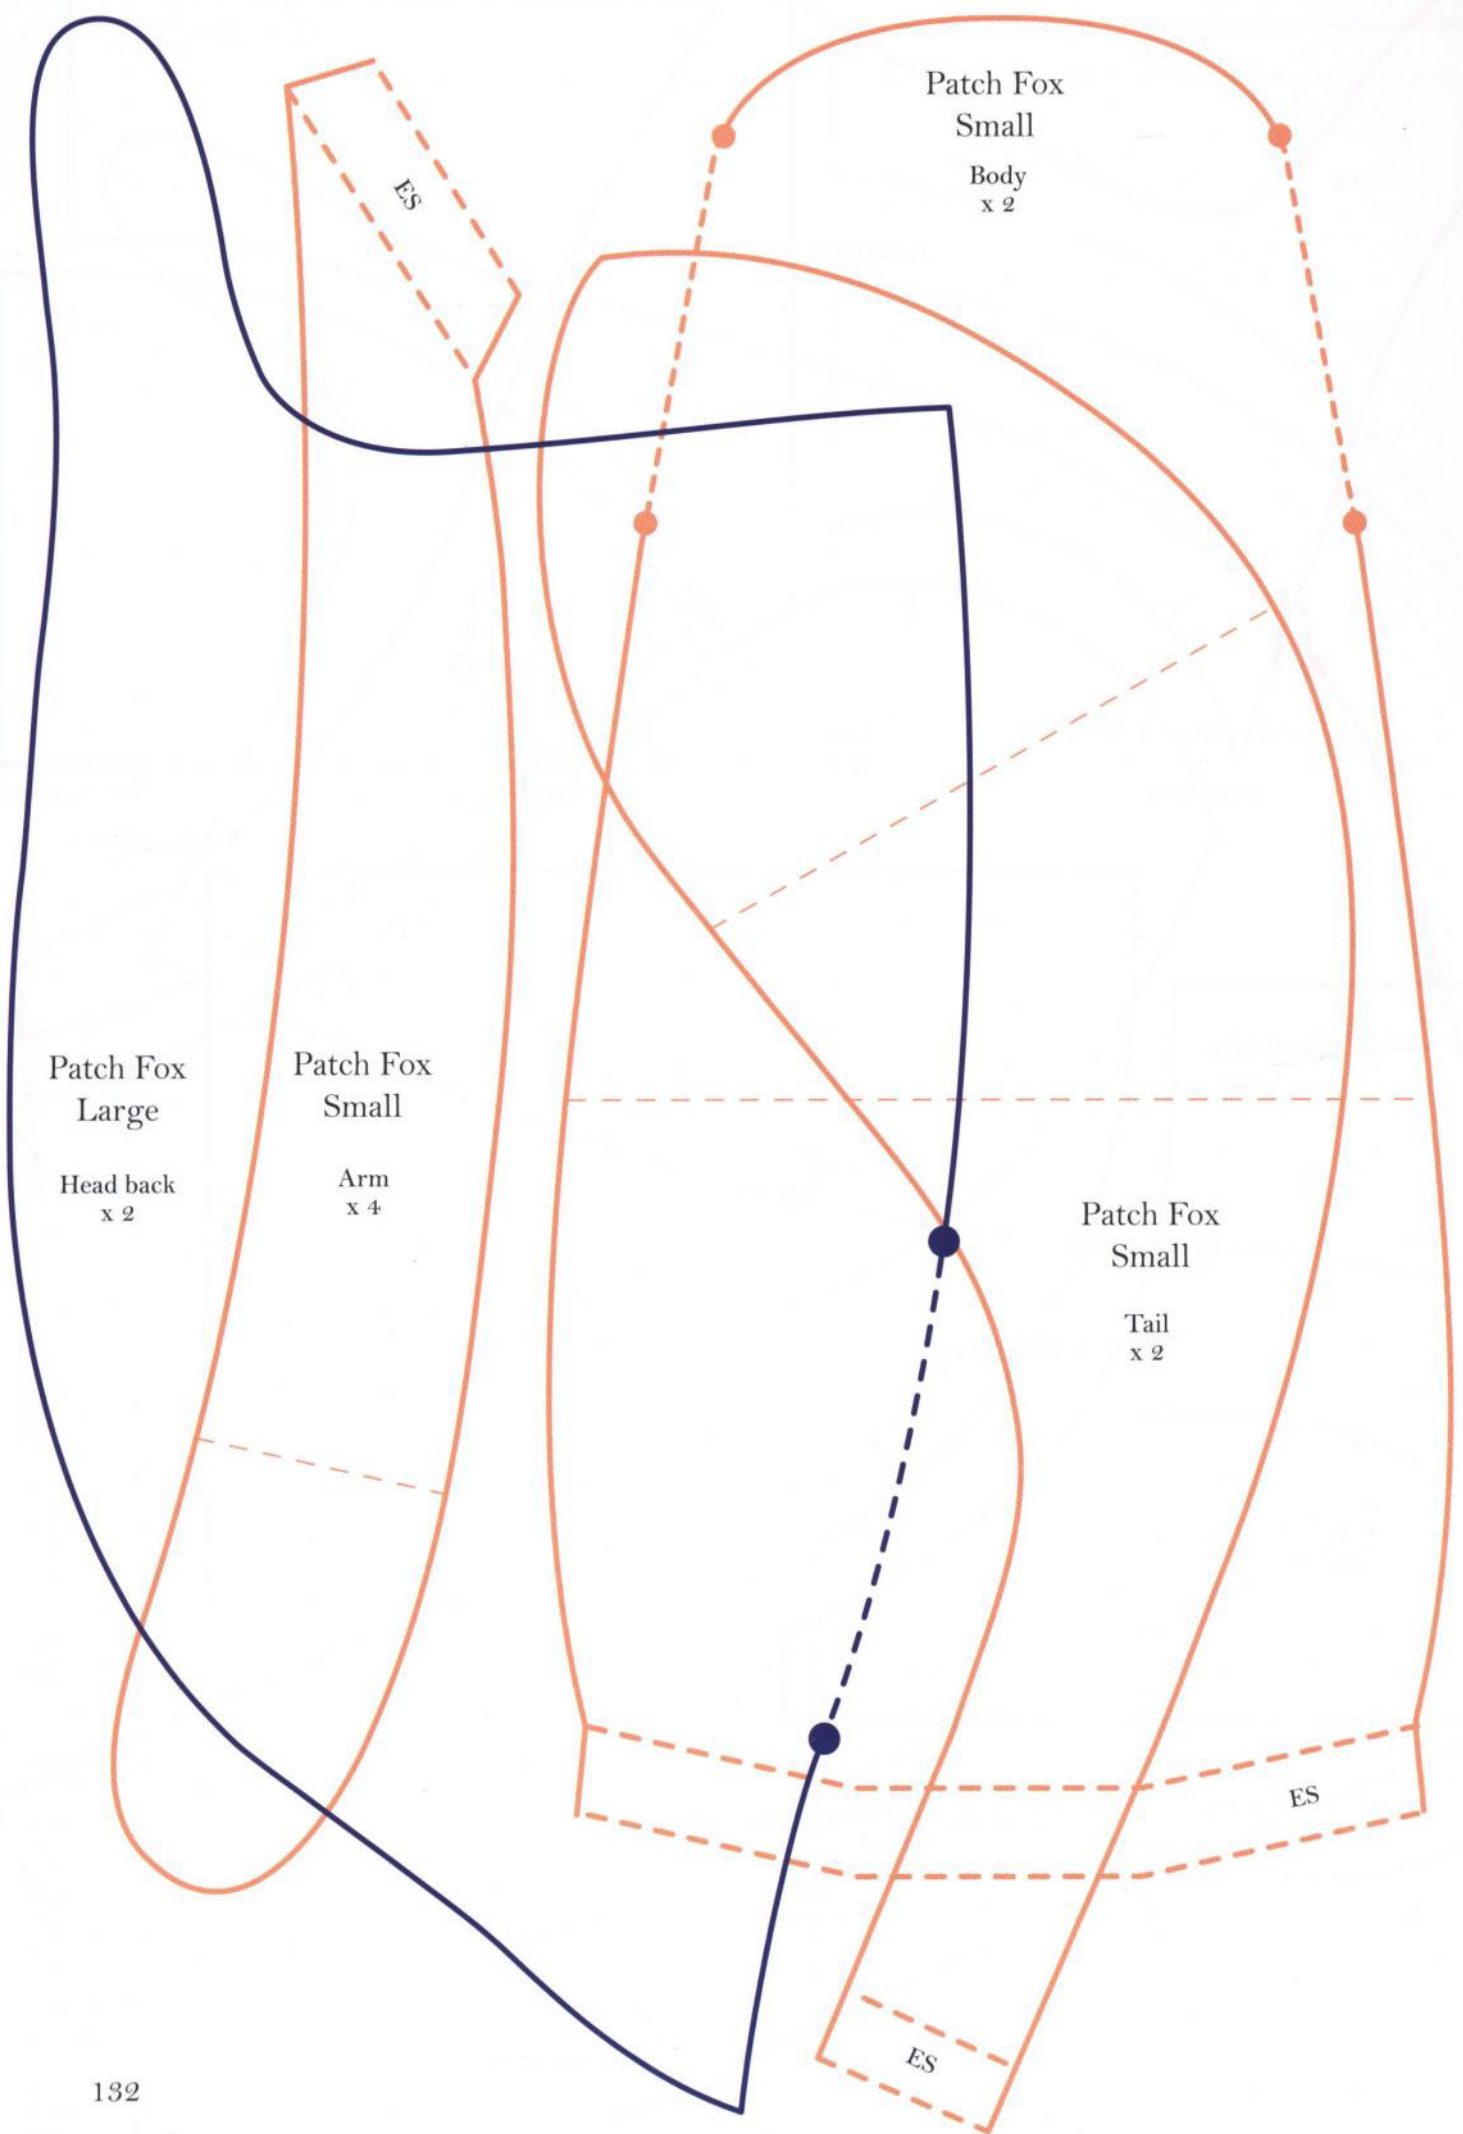 Patch Fox
Small
Body
x 2
ES
Patch Fox
Large
Head back
x 2
Patch Fox
Small
Arm
x 4
Patch Fox
Small
Tail
x 2
ES
ES
132